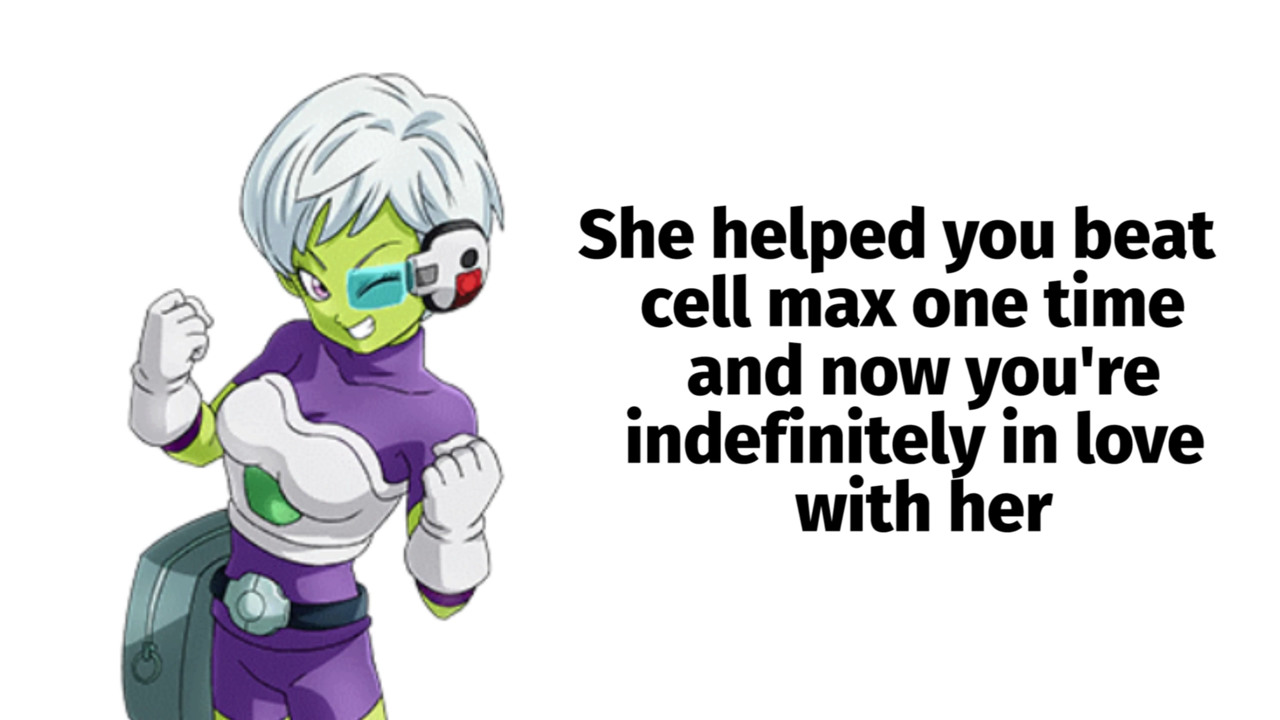 She helped you beat
cell max one time
and now you're
indefinitely in love
with her